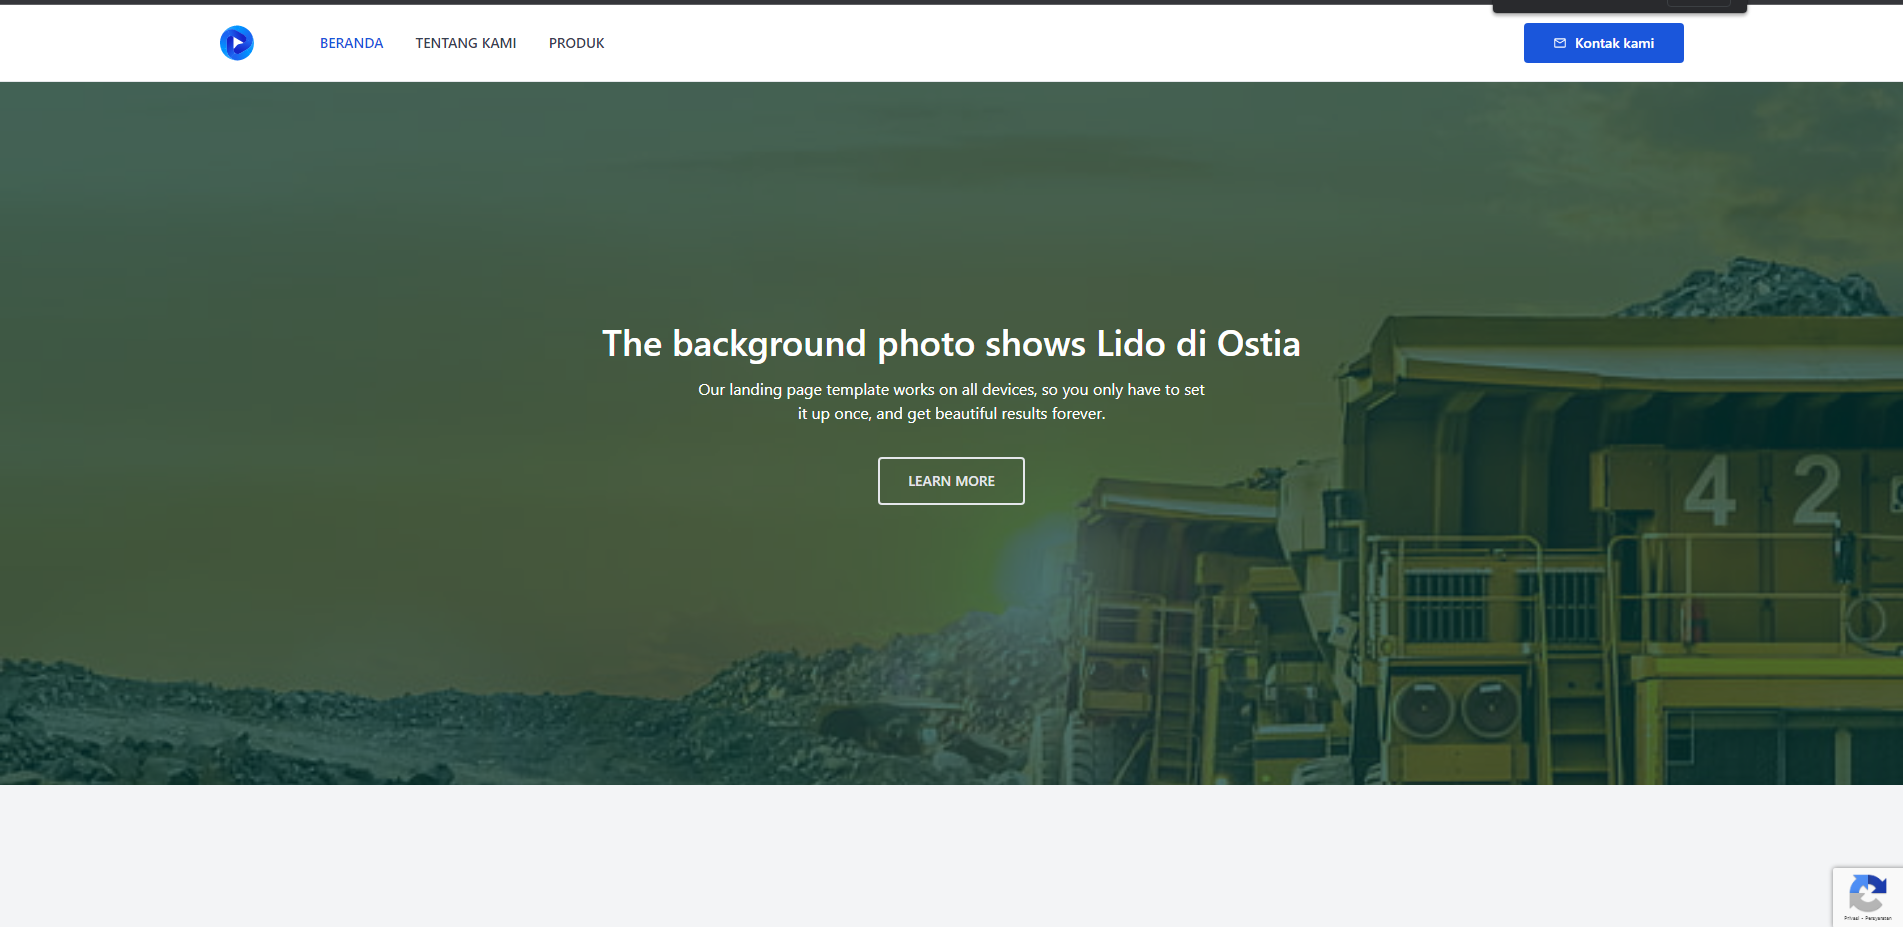 BERANDA TENTANG KAMI PRODUK Kontak kami
The background photo shows Lido di Ostia
Our landing page template works on all devices, so you only have to set
it up once, and get beautiful results forever.
LEARN MORE
4 2
Privasi - Persyaratan